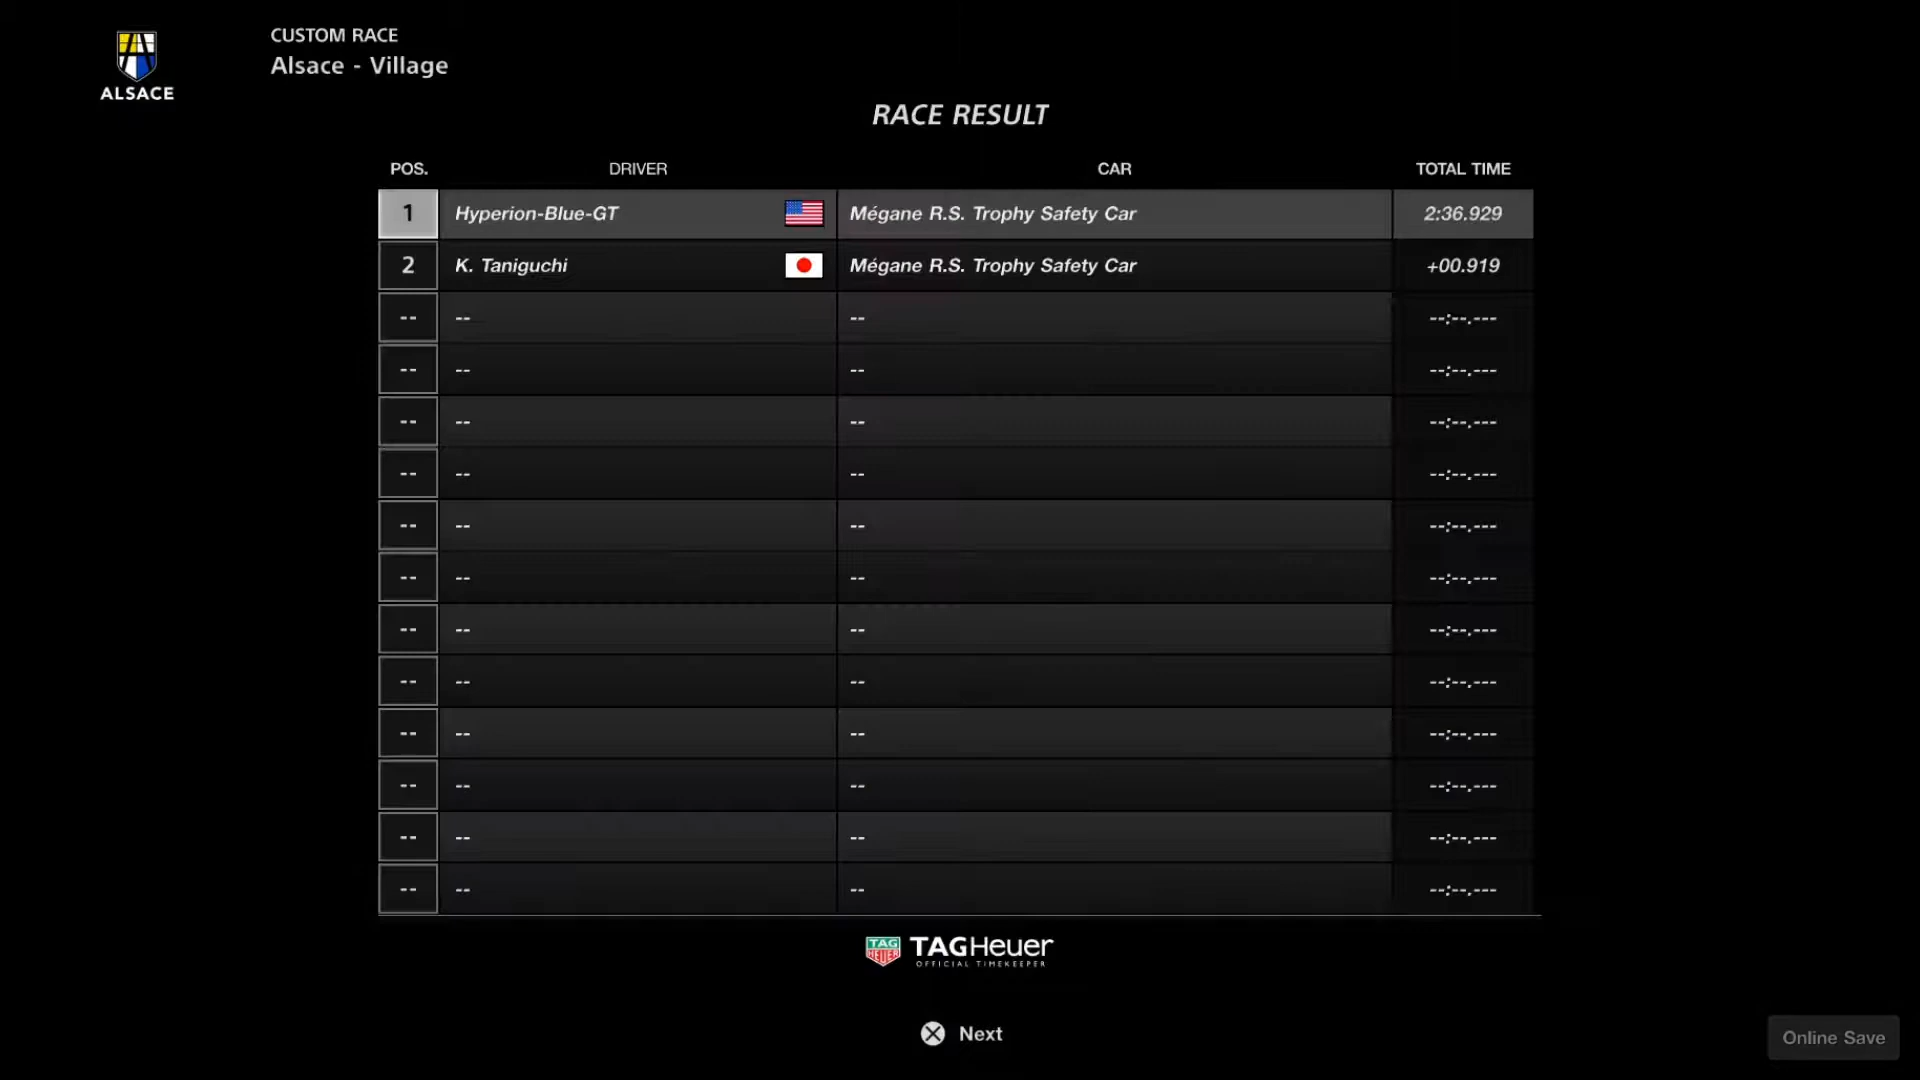 ALSACE
CUSTOM RACE
Alsace - Village
RACE RESULT
POS. DRIVER CAR TOTAL TIME
1 Hyperion-Blue-GT Mégane R.S. Trophy Safety Car 2:36.929
2 K. Taniguchi Mégane R.S. Trophy Safety Car +00.919
-- -- -- --:--.---
-- -- -- --:--.---
-- -- -- --:--.---
-- -- -- --:--.---
-- -- -- --:--.---
-- -- -- --:--.---
-- -- -- --:--.---
-- -- -- --:--.---
-- -- -- --:--.---
-- -- -- --:--.---
-- -- -- --:--.---
-- -- -- --:--.---
TAG HEUER TAGHeuer
OFFICIAL TIMEKEEPER
Next
Online Save